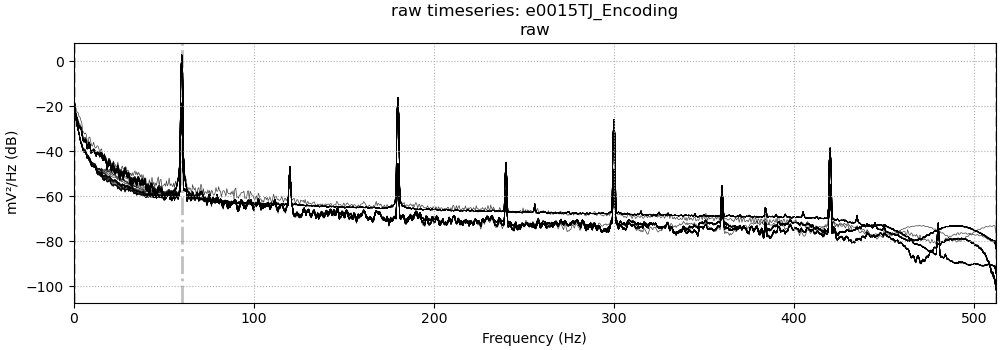 raw timeseries: e0015TJ_Encoding
raw
0
−20
−40
−60
−80
−100
mV²/Hz (dB)
0 100 200 300 400 500
Frequency (Hz)